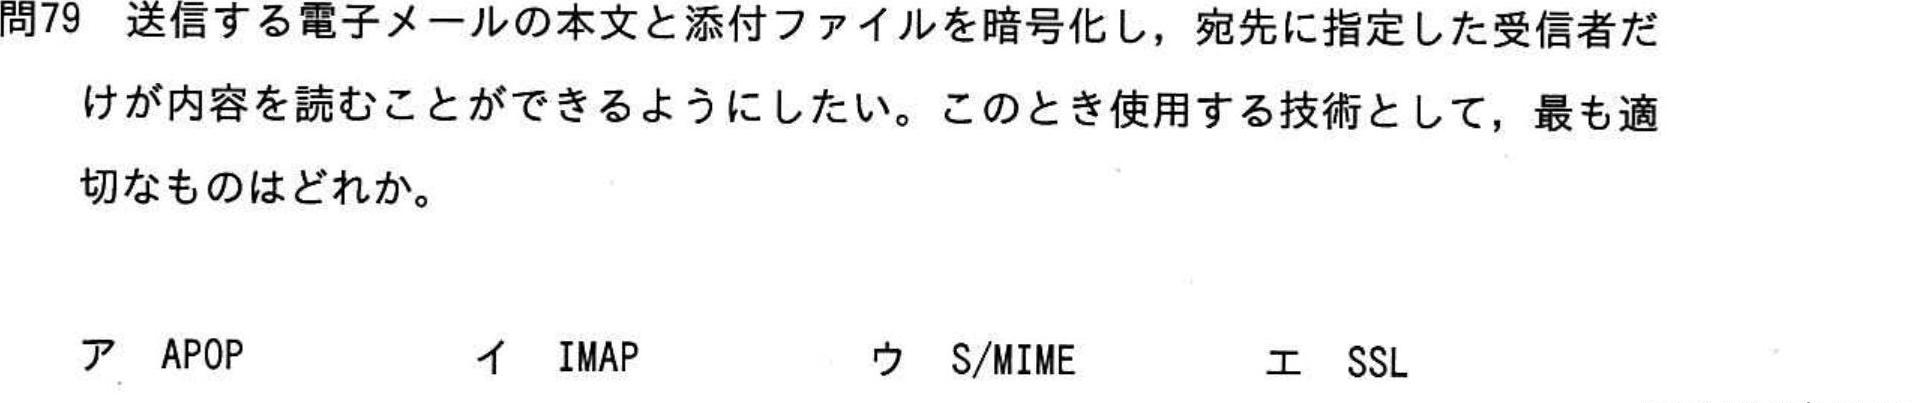 問79　送信する電子メールの本文と添付ファイルを暗号化し，宛先に指定した受信者だ
けが内容を読むことができるようにしたい。このとき使用する技術として，最も適
切なものはどれか。
ア　APOP　イ　IMAP　ウ　S/MIME　エ　SSL